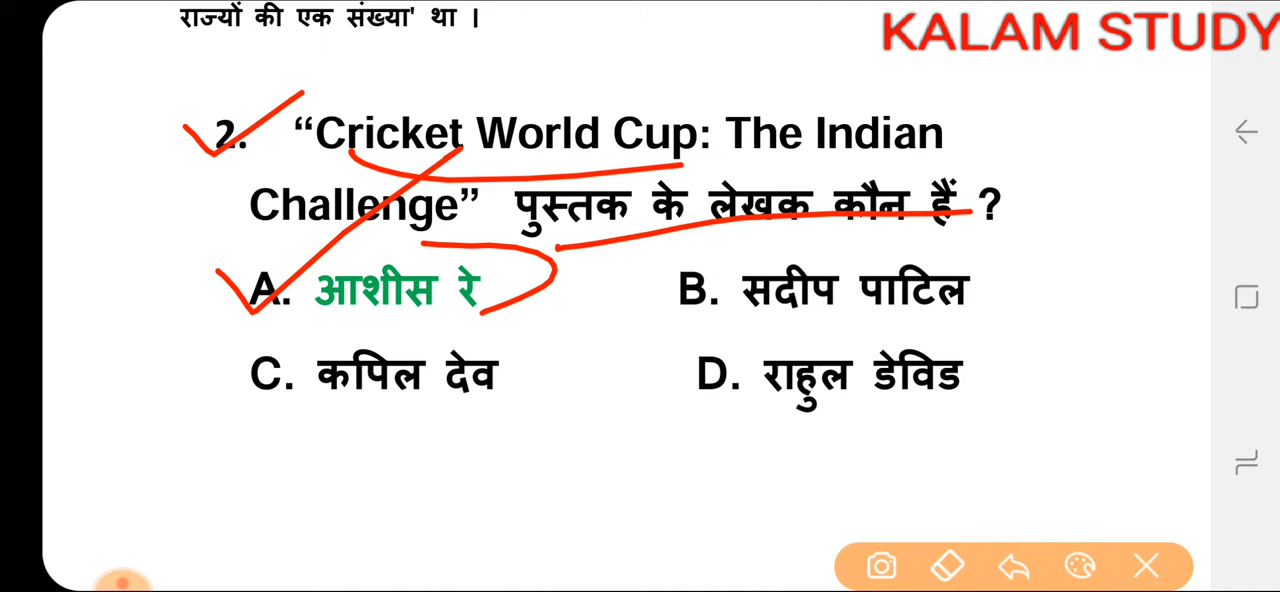 राज्यों की एक संख्या' था ।
KALAM STUDY
2. “Cricket World Cup: The Indian
Challenge” पुस्तक के लेखक कौन हैं ?
A. आशीस रे B. सदीप पाटिल
C. कपिल देव D. राहुल डेविड